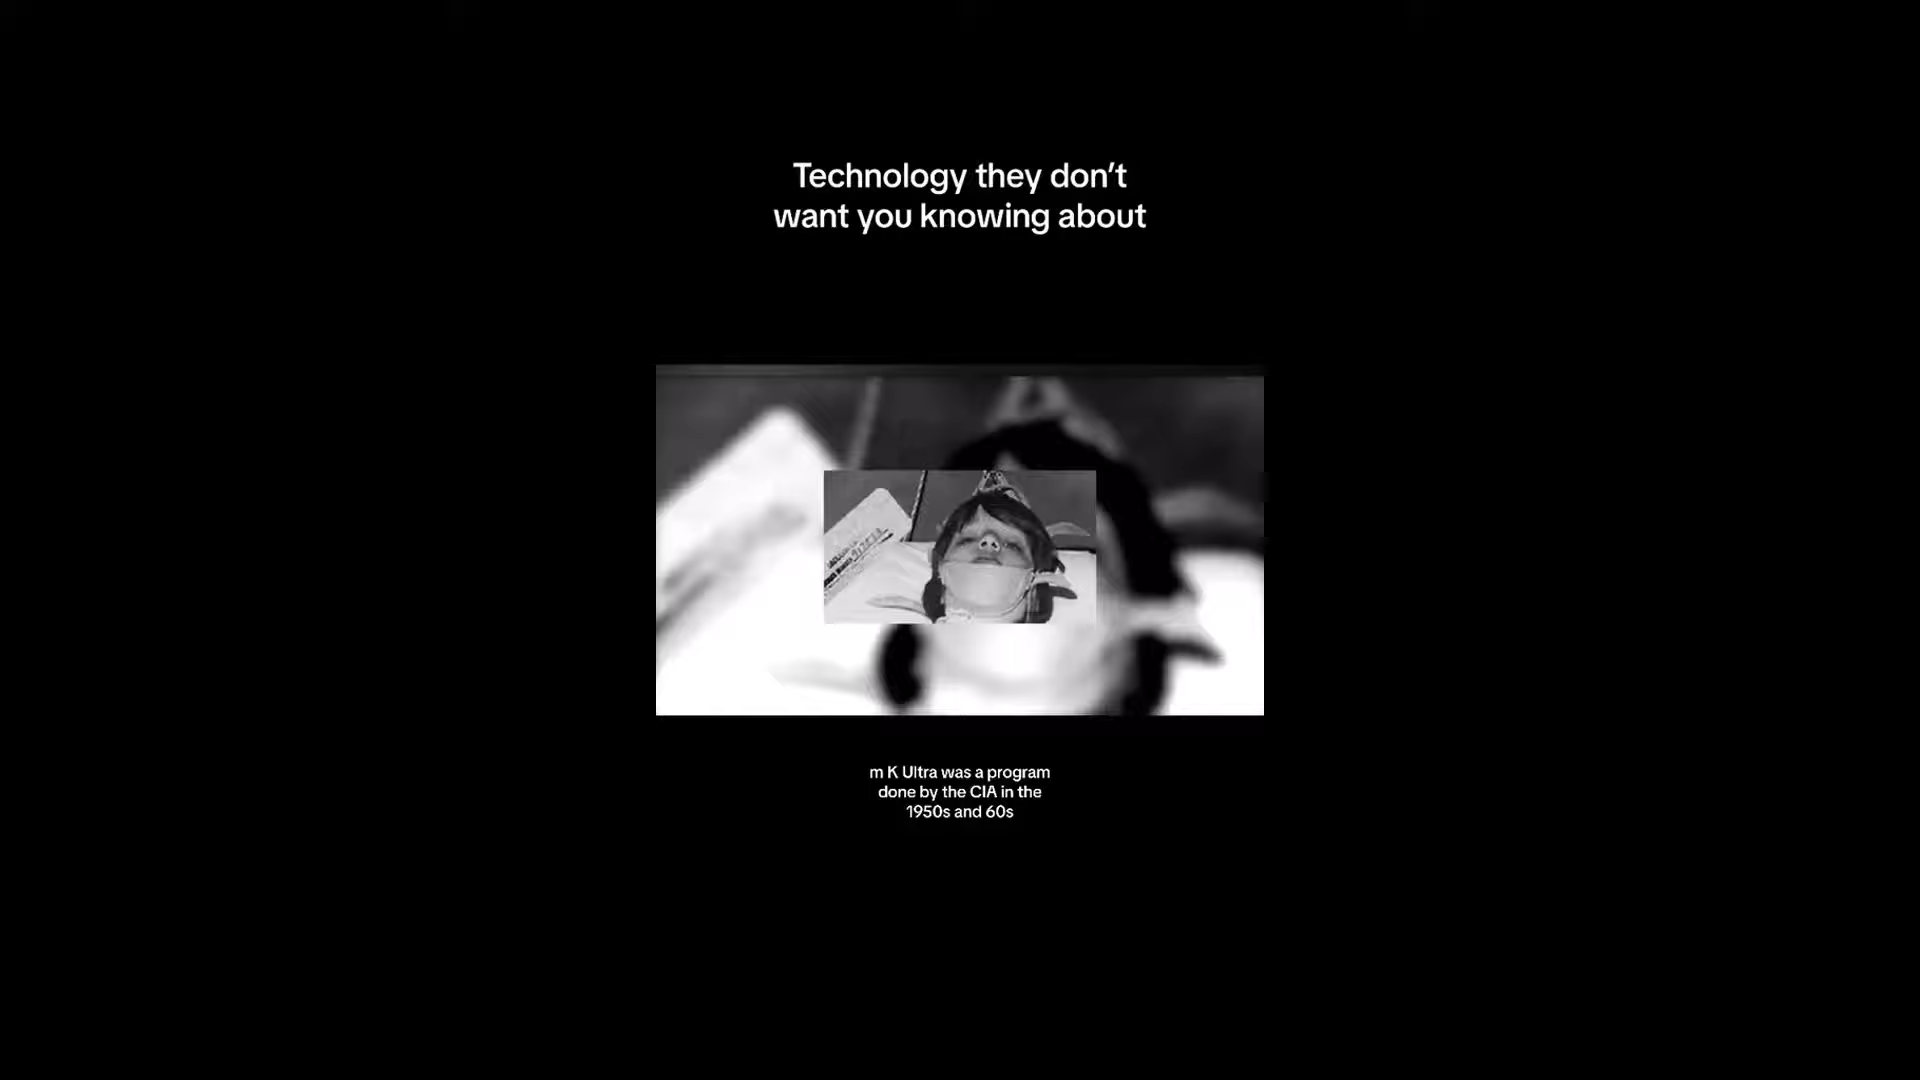 Technology they don’t
want you knowing about
m K Ultra was a program
done by the CIA in the
1950s and 60s